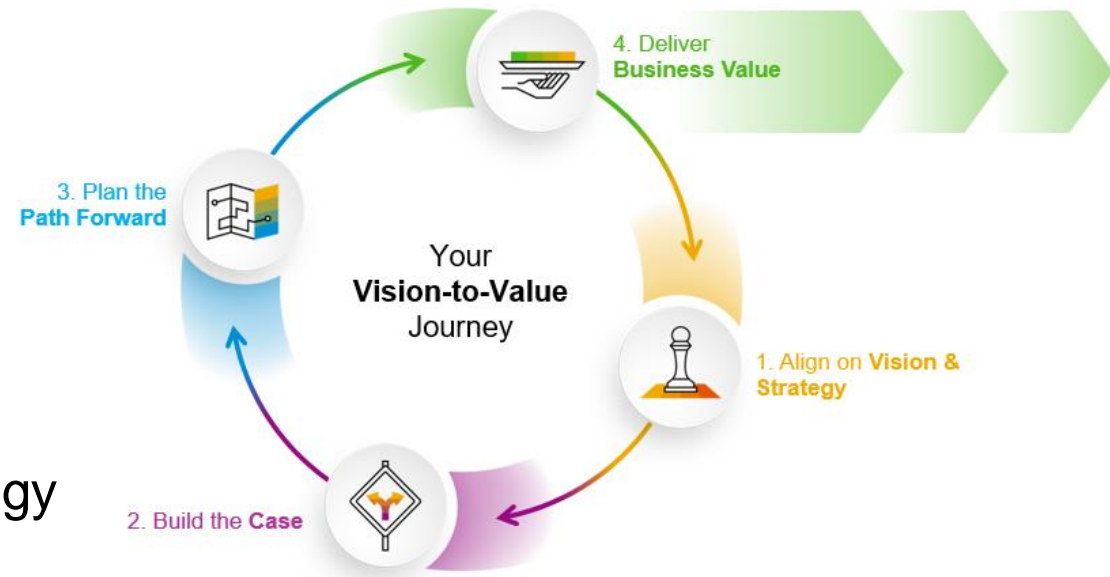 4. Deliver
Business Value
3. Plan the
Path Forward
Your
Vision-to-Value
Journey
1. Align on Vision &
Strategy
gy
2. Build the Case